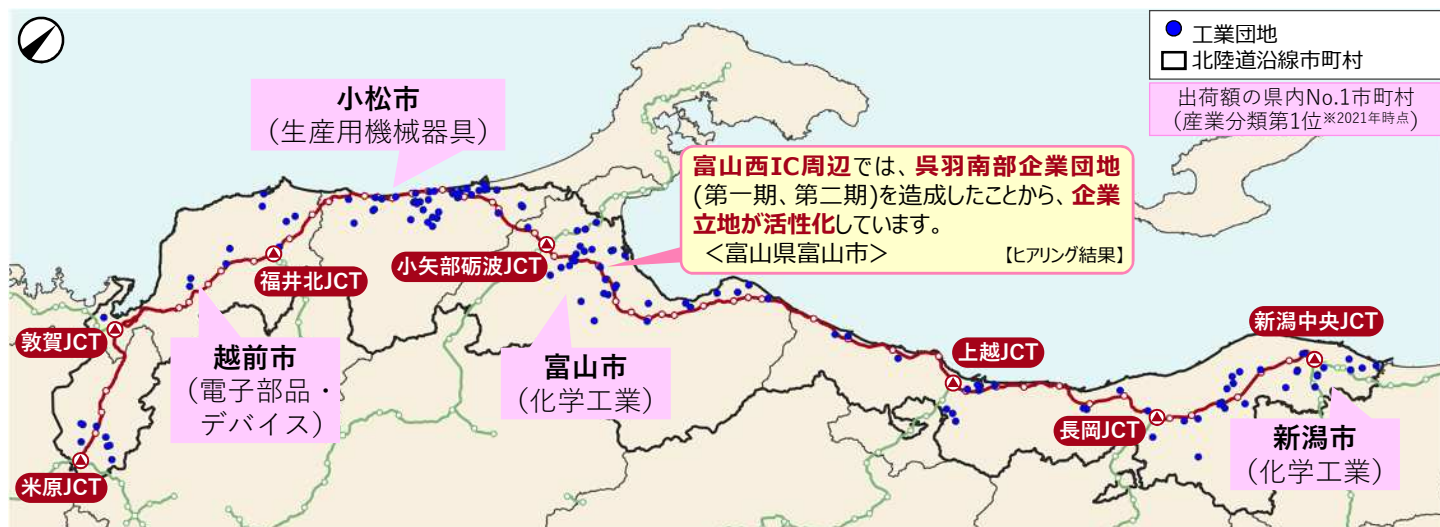 工業団地
北陸道沿線市町村
出荷額の県内No.1市町村
(産業分類第1位※2021年時点)
小松市
(生産用機械器具)
富山西IC周辺では、呉羽南部企業団地
(第一期、第二期)を造成したことから、企業
立地が活性化しています。
<富山県富山市>
【ヒアリング結果】
小矢部砺波JCT
福井北JCT
敦賀JCT
越前市
(電子部品・
デバイス)
富山市
(化学工業)
新潟中央JCT
上越JCT
長岡JCT
新潟市
(化学工業)
米原JCT